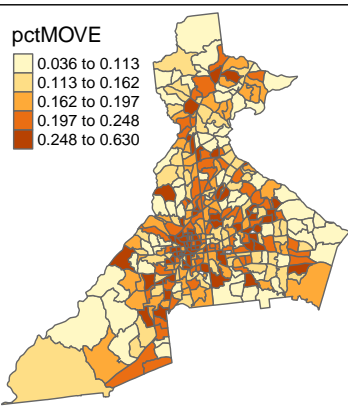 pctMOVE
0.036 to 0.113
0.113 to 0.162
0.162 to 0.197
0.197 to 0.248
0.248 to 0.630